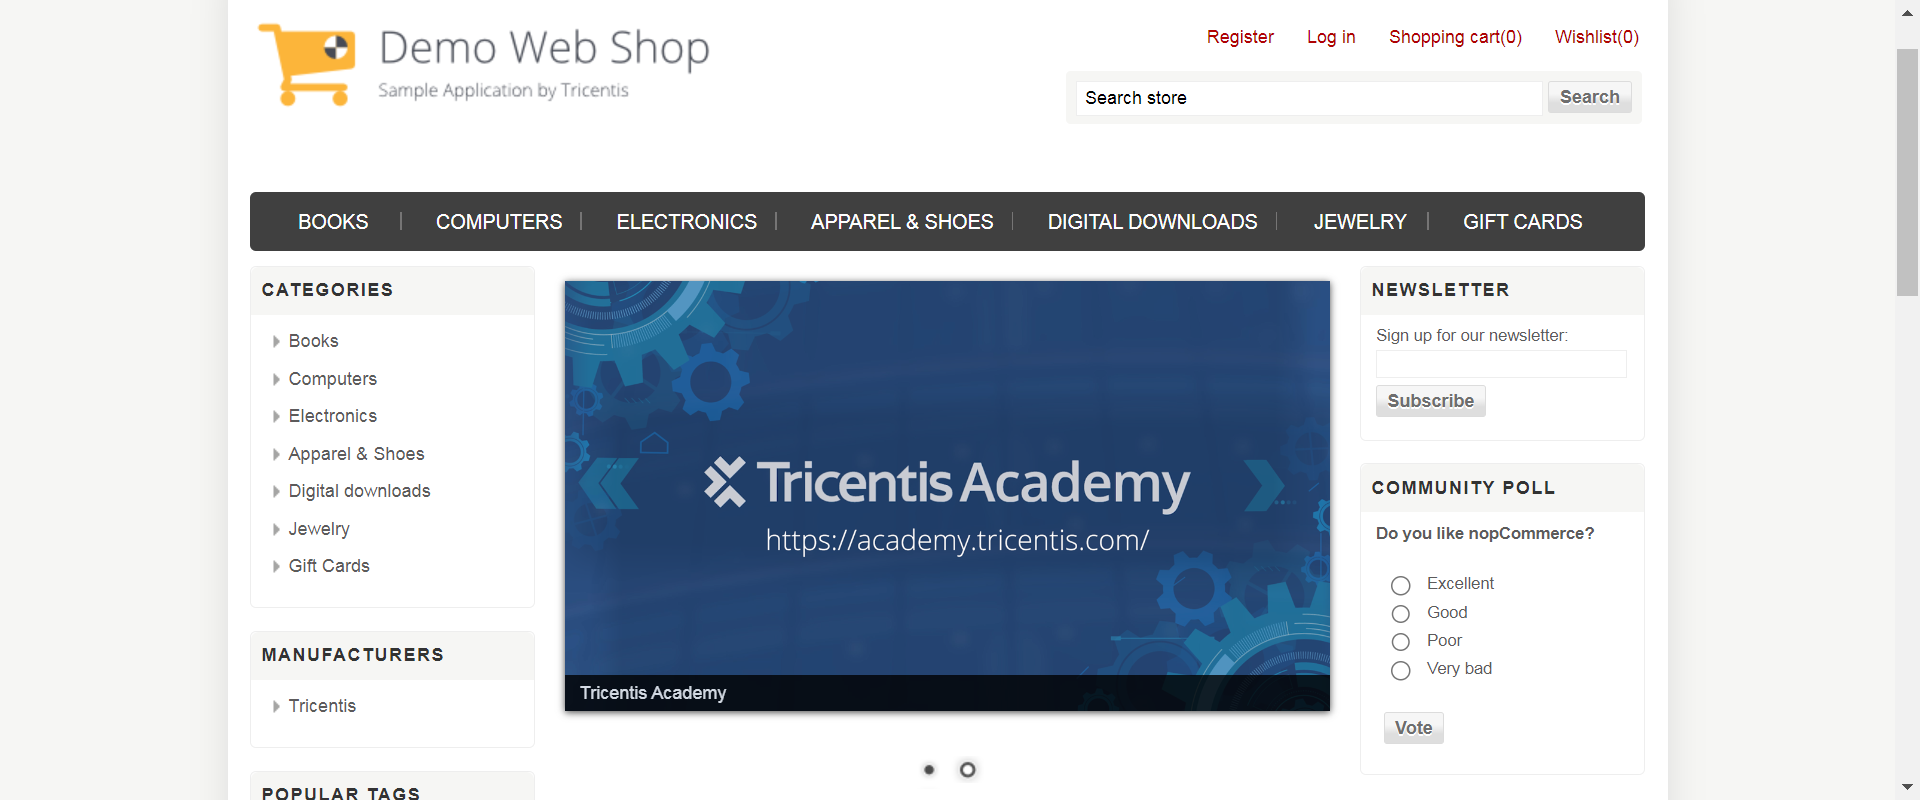 Demo Web Shop
Sample Application by Tricentis
Register Log in Shopping cart(0) Wishlist(0)
Search store Search
BOOKS COMPUTERS ELECTRONICS APPAREL & SHOES DIGITAL DOWNLOADS JEWELRY GIFT CARDS
CATEGORIES
Books
Computers
Electronics
Apparel & Shoes
Digital downloads
Jewelry
Gift Cards
MANUFACTURERS
Tricentis
POPULAR TAGS
Tricentis Academy
https://academy.tricentis.com/
Tricentis Academy
NEWSLETTER
Sign up for our newsletter:
Subscribe
COMMUNITY POLL
Do you like nopCommerce?
Excellent
Good
Poor
Very bad
Vote